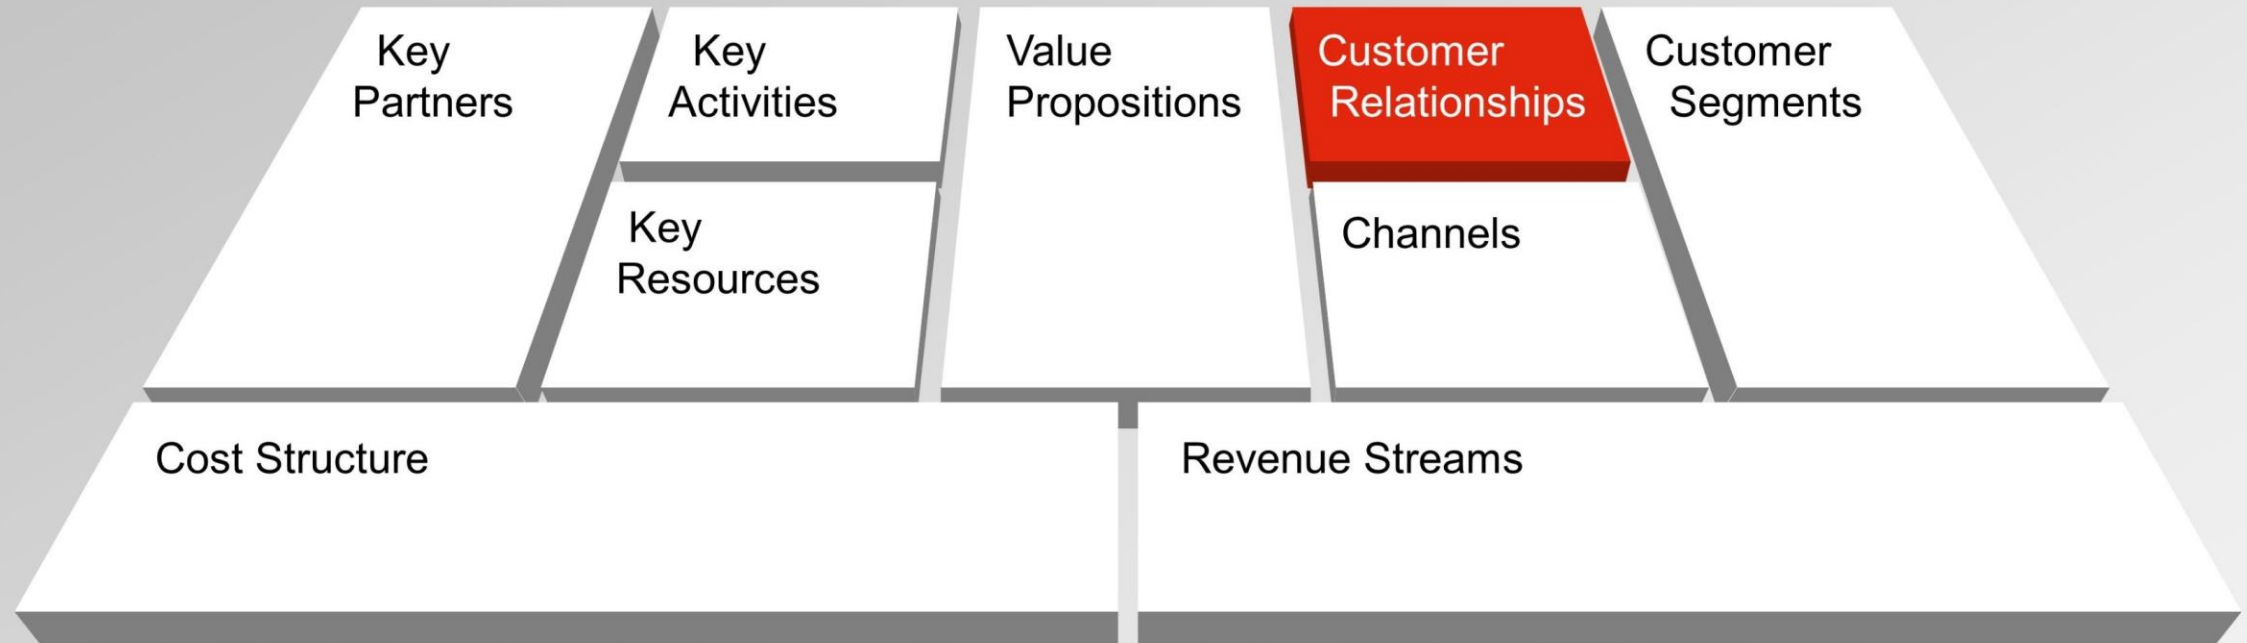 Key
Partners
Key
Activities
Key
Resources
Value
Propositions
Customer
Relationships
Channels
Customer
Segments
Cost Structure
Revenue Streams